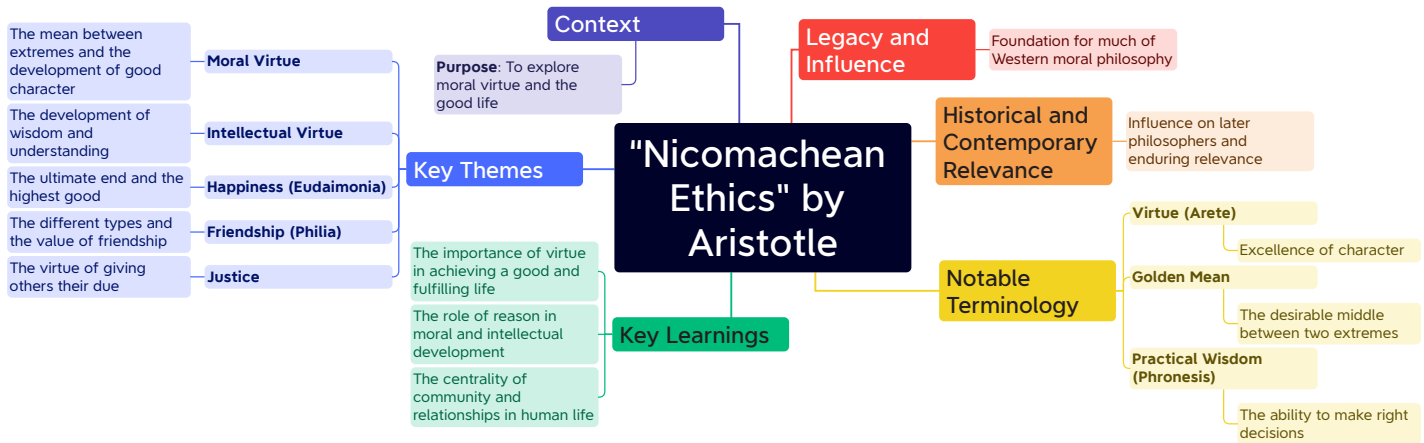 "Nicomachean
Ethics" by
Aristotle
Context
Purpose: To explore
moral virtue and the
good life
Legacy and
Influence
Foundation for much of
Western moral philosophy
Historical and
Contemporary
Relevance
Influence on later
philosophers and
enduring relevance
Notable
Terminology
Virtue (Arete)
Excellence of character
Golden Mean
The desirable middle
between two extremes
Practical Wisdom
(Phronesis)
The ability to make right
decisions
Key Learnings
The importance of virtue
in achieving a good and
fulfilling life
The role of reason in
moral and intellectual
development
The centrality of
community and
relationships in human life
Key Themes
Moral Virtue
The mean between
extremes and the
development of good
character
Intellectual Virtue
The development of
wisdom and
understanding
Happiness (Eudaimonia)
The ultimate end and the
highest good
Friendship (Philia)
The different types and
the value of friendship
Justice
The virtue of giving
others their due